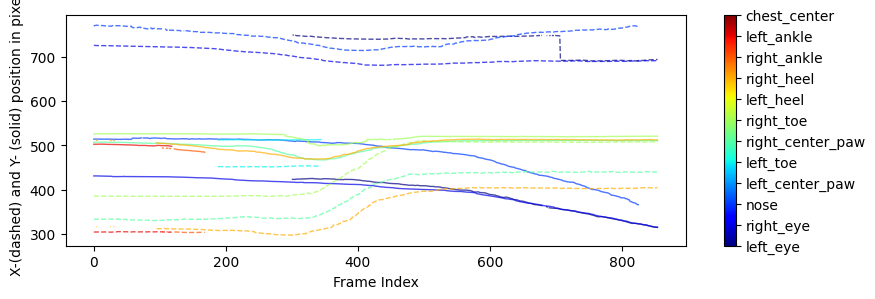 X-(dashed) and Y- (solid) position in pixe
700
600
500
400
300
0
200
400
600
800
Frame Index
chest_center
left_ankle
right_ankle
right_heel
left_heel
right_toe
right_center_paw
left_toe
left_center_paw
nose
right_eye
left_eye